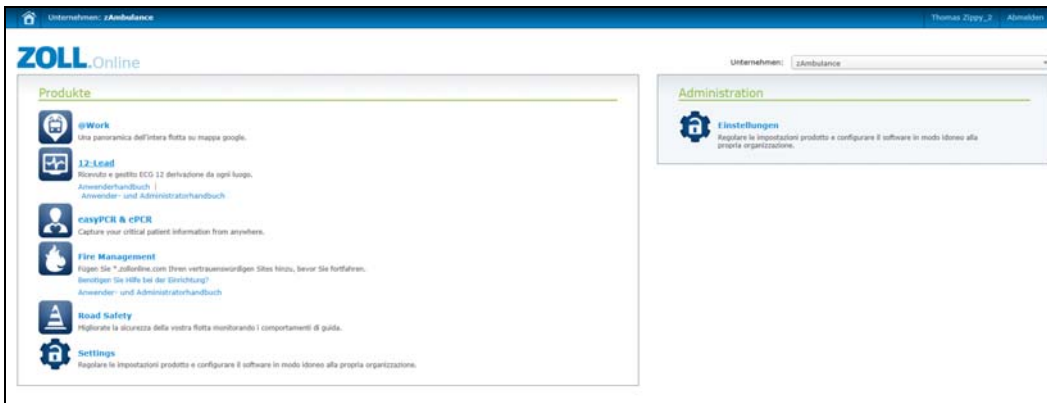 Unternehmen: zAmbulance
Thomas Zippy_2 Abmelden
ZOLL.Online
Unternehmen: zAmbulance
Produkte
@Work
Una panoramica dell'intera flotta su mappa google.
12-Lead
Ricevuto e gestito ECG 12 derivazione da ogni luogo.
Anwenderhandbuch |
Anwender- und Administratorhandbuch
easyPCR & ePCR
Capture your critical patient information from anywhere.
Fire Management
Fügen Sie *.zollonline.com Ihren vertrauenswürdigen Sites hinzu, bevor Sie fortfahren.
Benötigen Sie Hilfe bei der Einrichtung?
Anwender- und Administratorhandbuch
Road Safety
Migliorate la sicurezza della vostra flotta monitorando i comportamenti di guida.
Settings
Regolare le impostazioni prodotto e configurare il software in modo idoneo alla propria organizzazione.
Administration
Einstellungen
Regolare le impostazioni prodotto e configurare il software in modo idoneo alla
propria organizzazione.